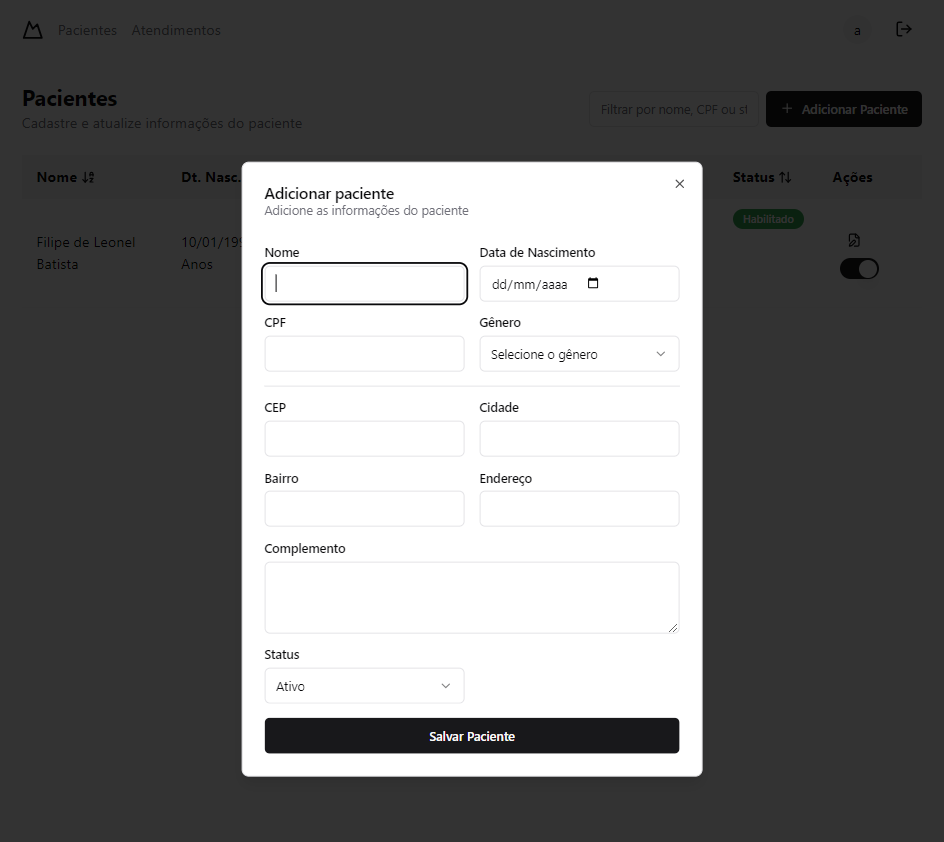 Pacientes Atendimentos a
Pacientes
Cadastre e atualize informações do paciente
Filtrar por nome, CPF ou
Adicionar Paciente
Nome Dt. Nasc. Status Ações
Habilitado
Filipe de Leonel
Batista
10/01/19
Anos
Adicionar paciente
Adicione as informações do paciente
Nome Data de Nascimento
dd/mm/aaaa
CPF Gênero
Selecione o gênero
CEP Cidade
Bairro Endereço
Complemento
Status
Ativo
Salvar Paciente